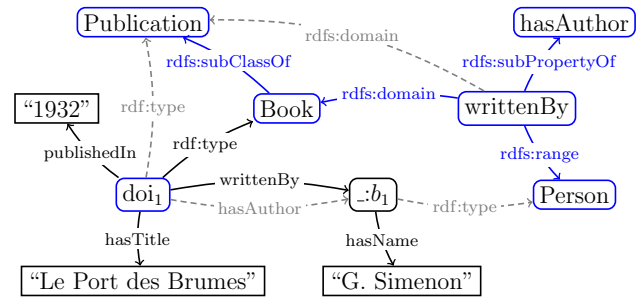 Publication
rdfs:domain
hasAuthor
rdfs:subClassOf
rdfs:subPropertyOf
“1932”
rdf:type
Book
rdfs:domain
writtenBy
publishedIn
rdf:type
rdfs:range
doi₁
writtenBy
hasAuthor
_:b₁
rdf:type
Person
hasTitle
hasName
“Le Port des Brumes”
“G. Simenon”